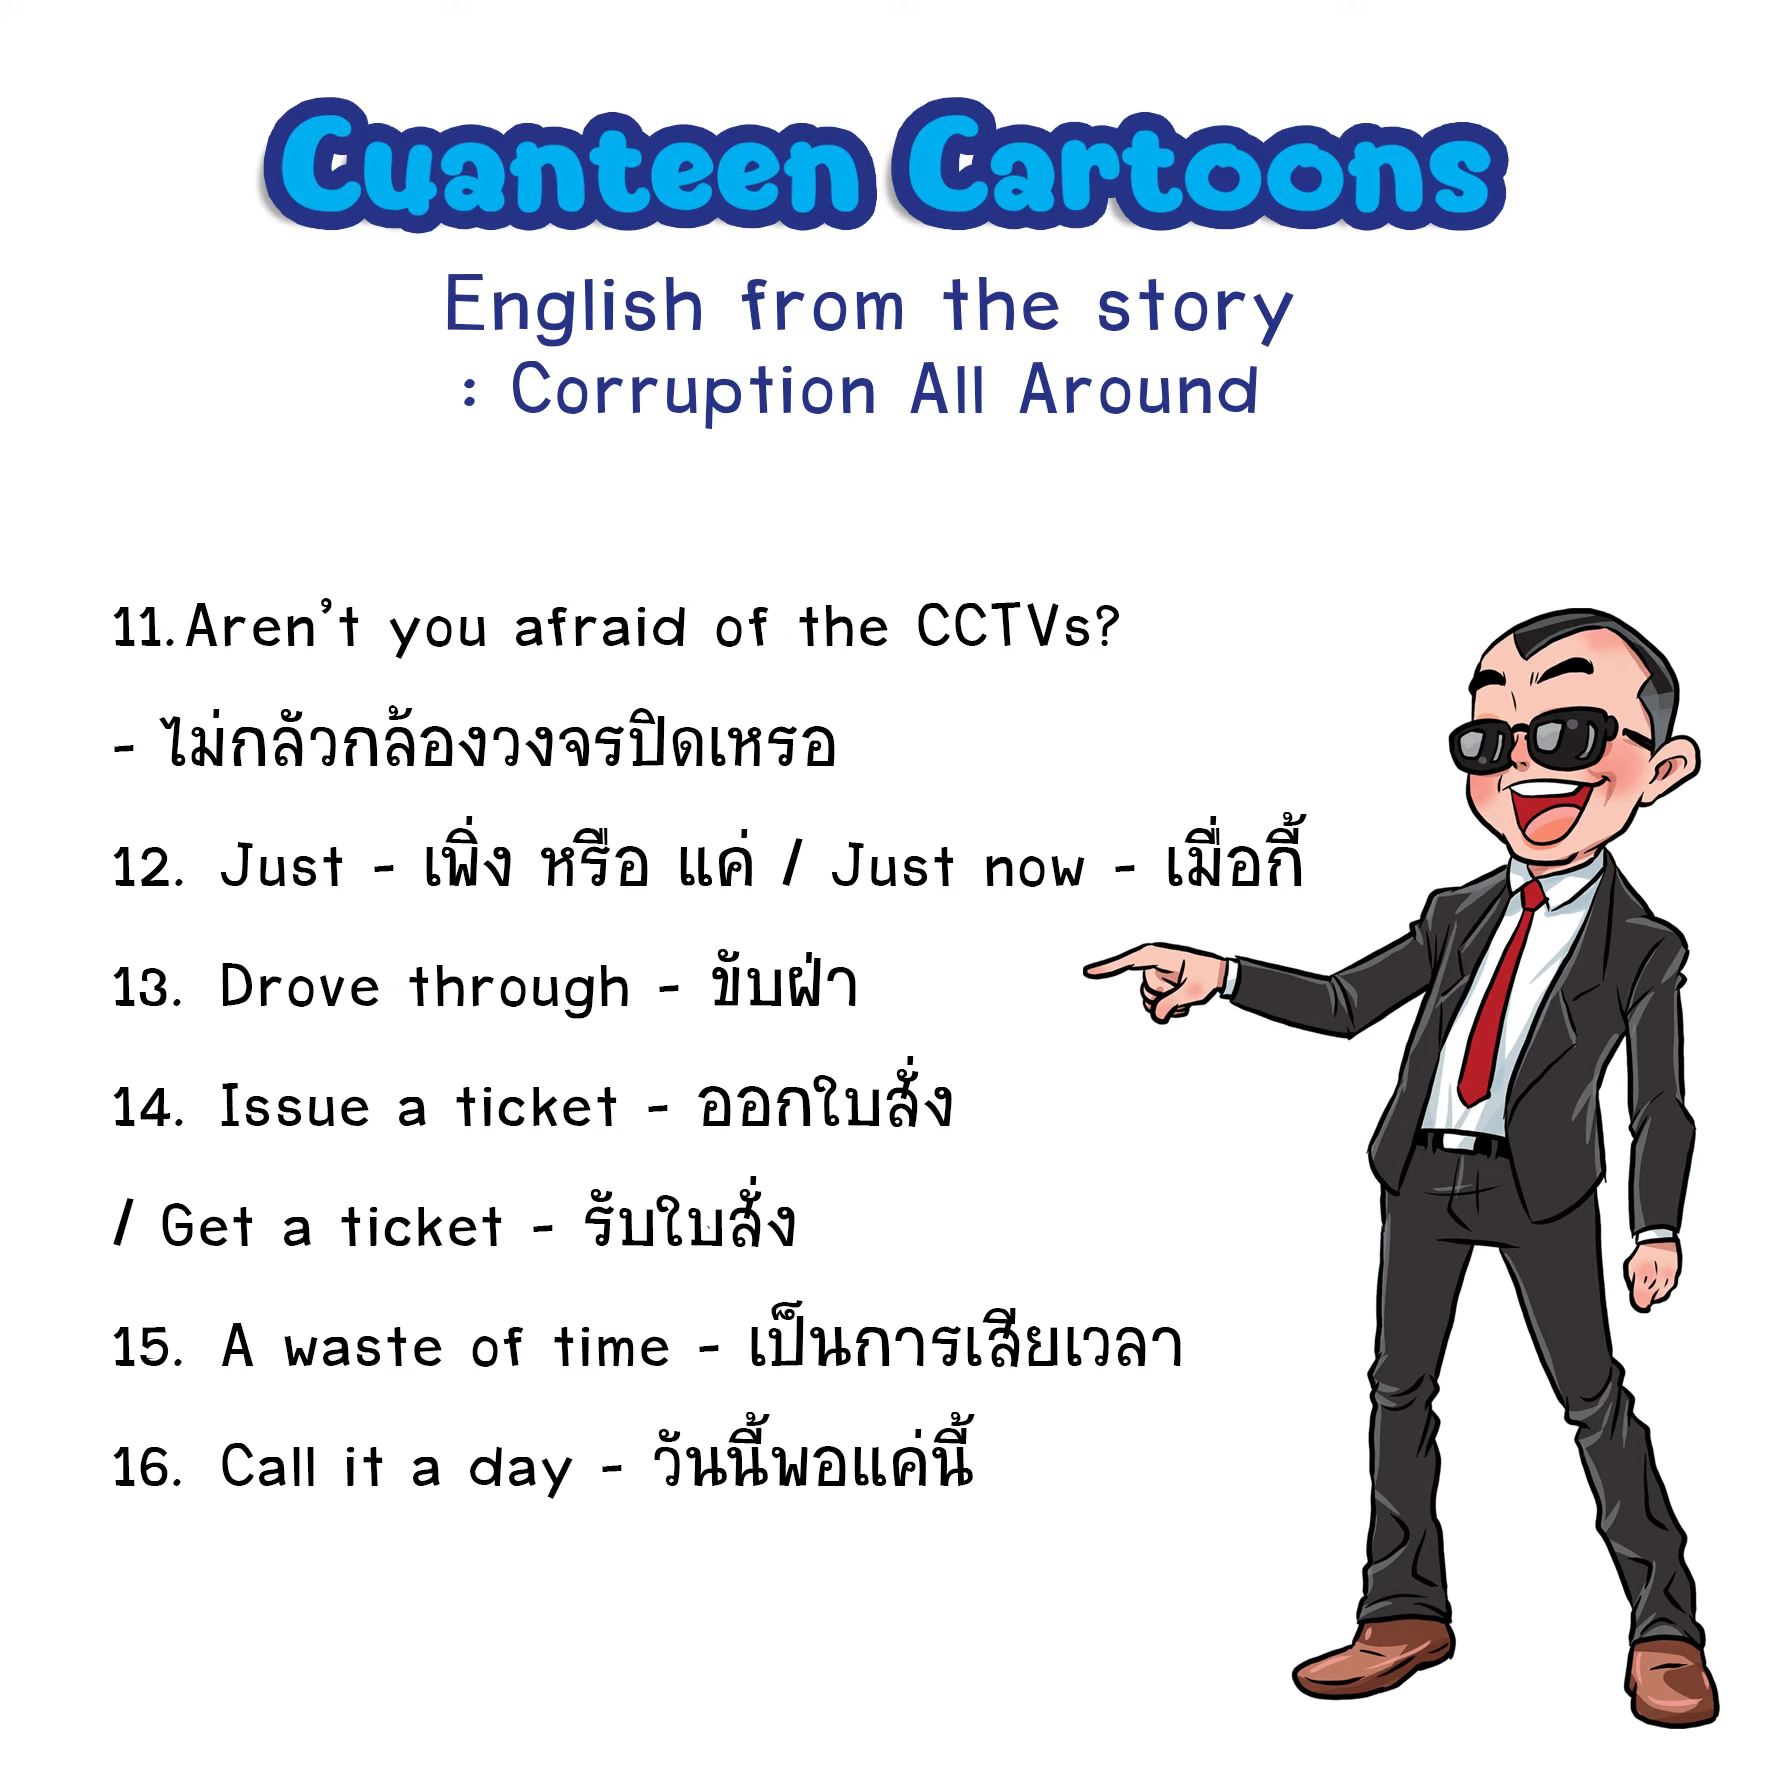 Cuanteen Cartoons
English from the story
: Corruption All Around
11. Aren't you afraid of the CCTVs?
- ไม่กลัวกล้องวงจรปิดเหรอ
12. Just - เพิ่ง หรือ แค่ / Just now - เมื่อกี้
13. Drove through - ขับฝ่า
14. Issue a ticket - ออกใบสั่ง
/ Get a ticket - รับใบสั่ง
15. A waste of time - เป็นการเสียเวลา
16. Call it a day - วันนี้พอแค่นี้